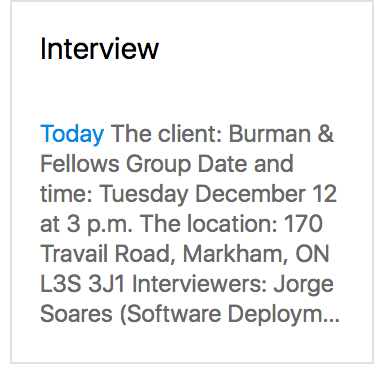 Interview
Today The client: Burman &
Fellows Group Date and
time: Tuesday December 12
at 3 p.m. The location: 170
Travail Road, Markham, ON
L3S 3J1 Interviewers: Jorge
Soares (Software Deploym...